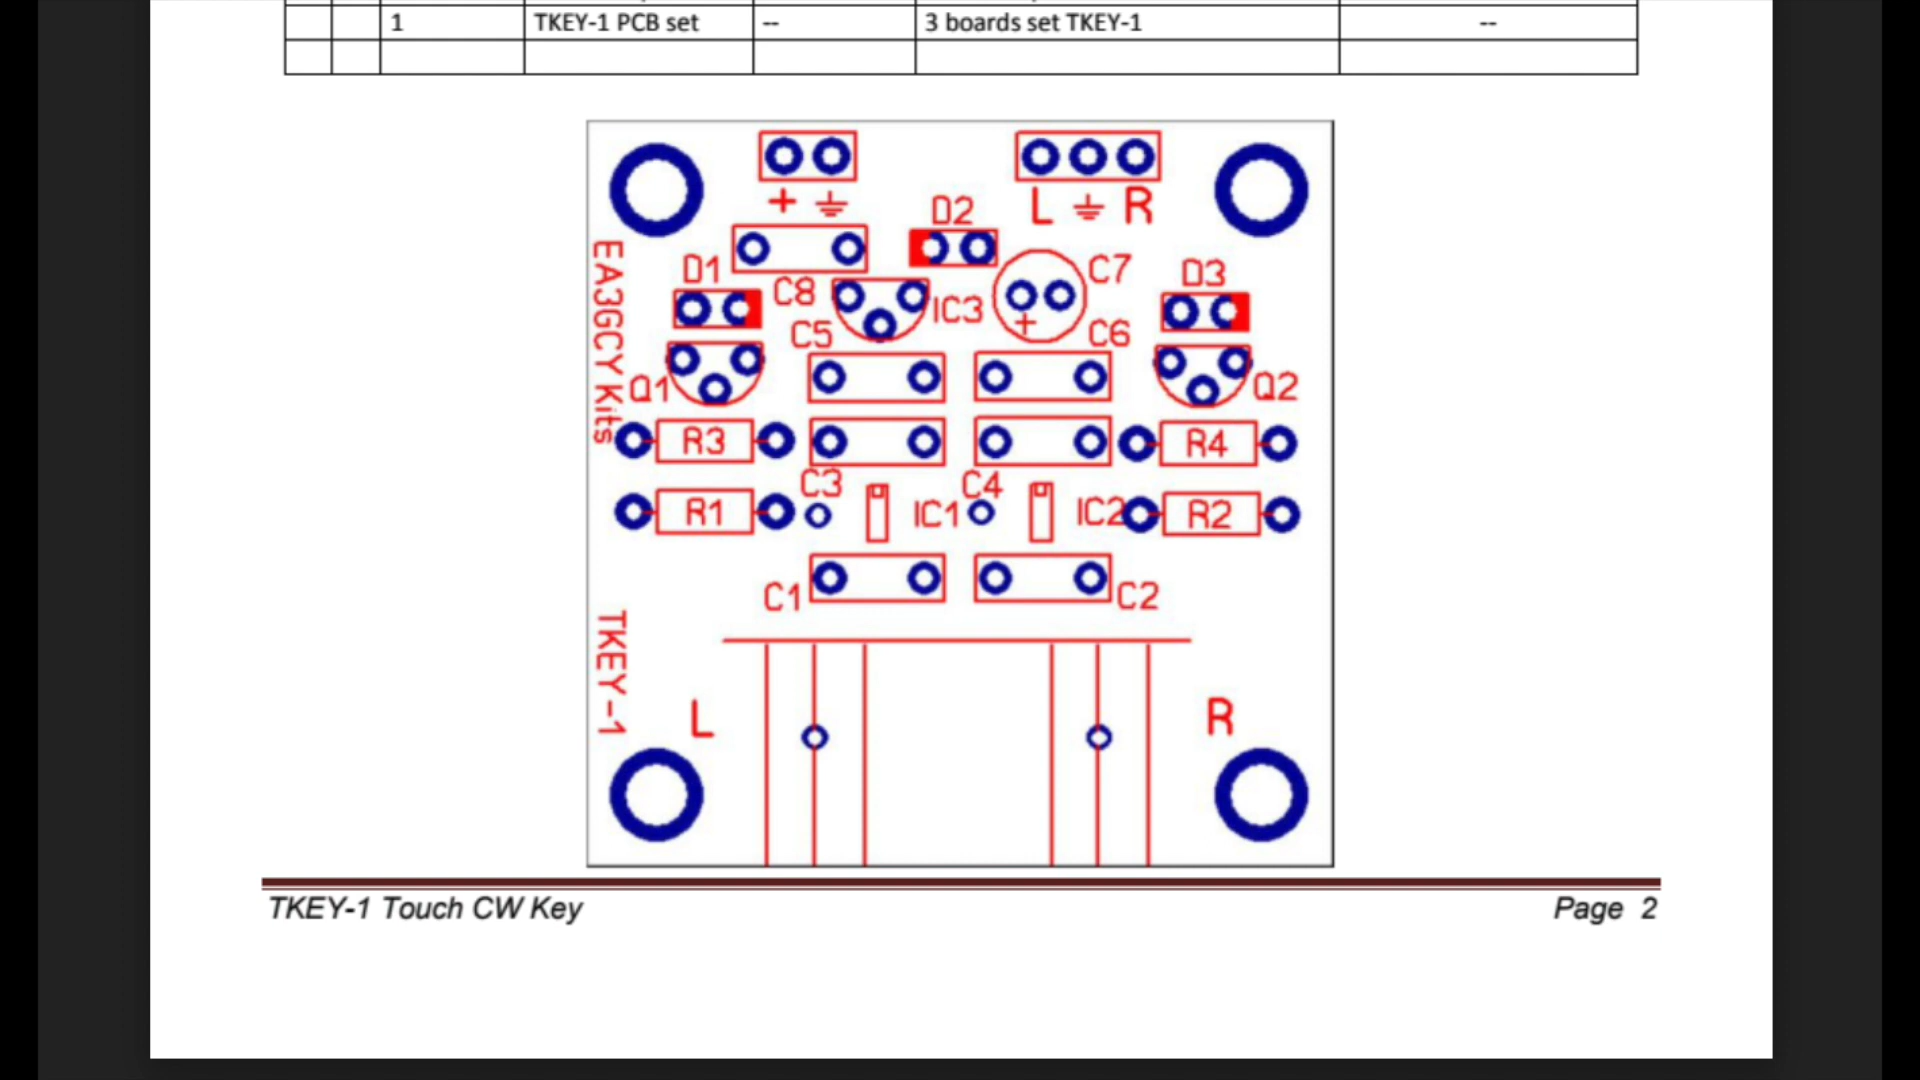 1 TKEY-1 PCB set -- 3 boards set TKEY-1 --
+ L R
D2
EA3GCY Kits
D1
C8
IC3
C7
D3
C5
C6
Q1
Q2
R3
R4
C3
C4
R1
IC1
IC2
R2
C1
C2
+
TKEY-1
L
R
TKEY-1 Touch CW Key
Page 2